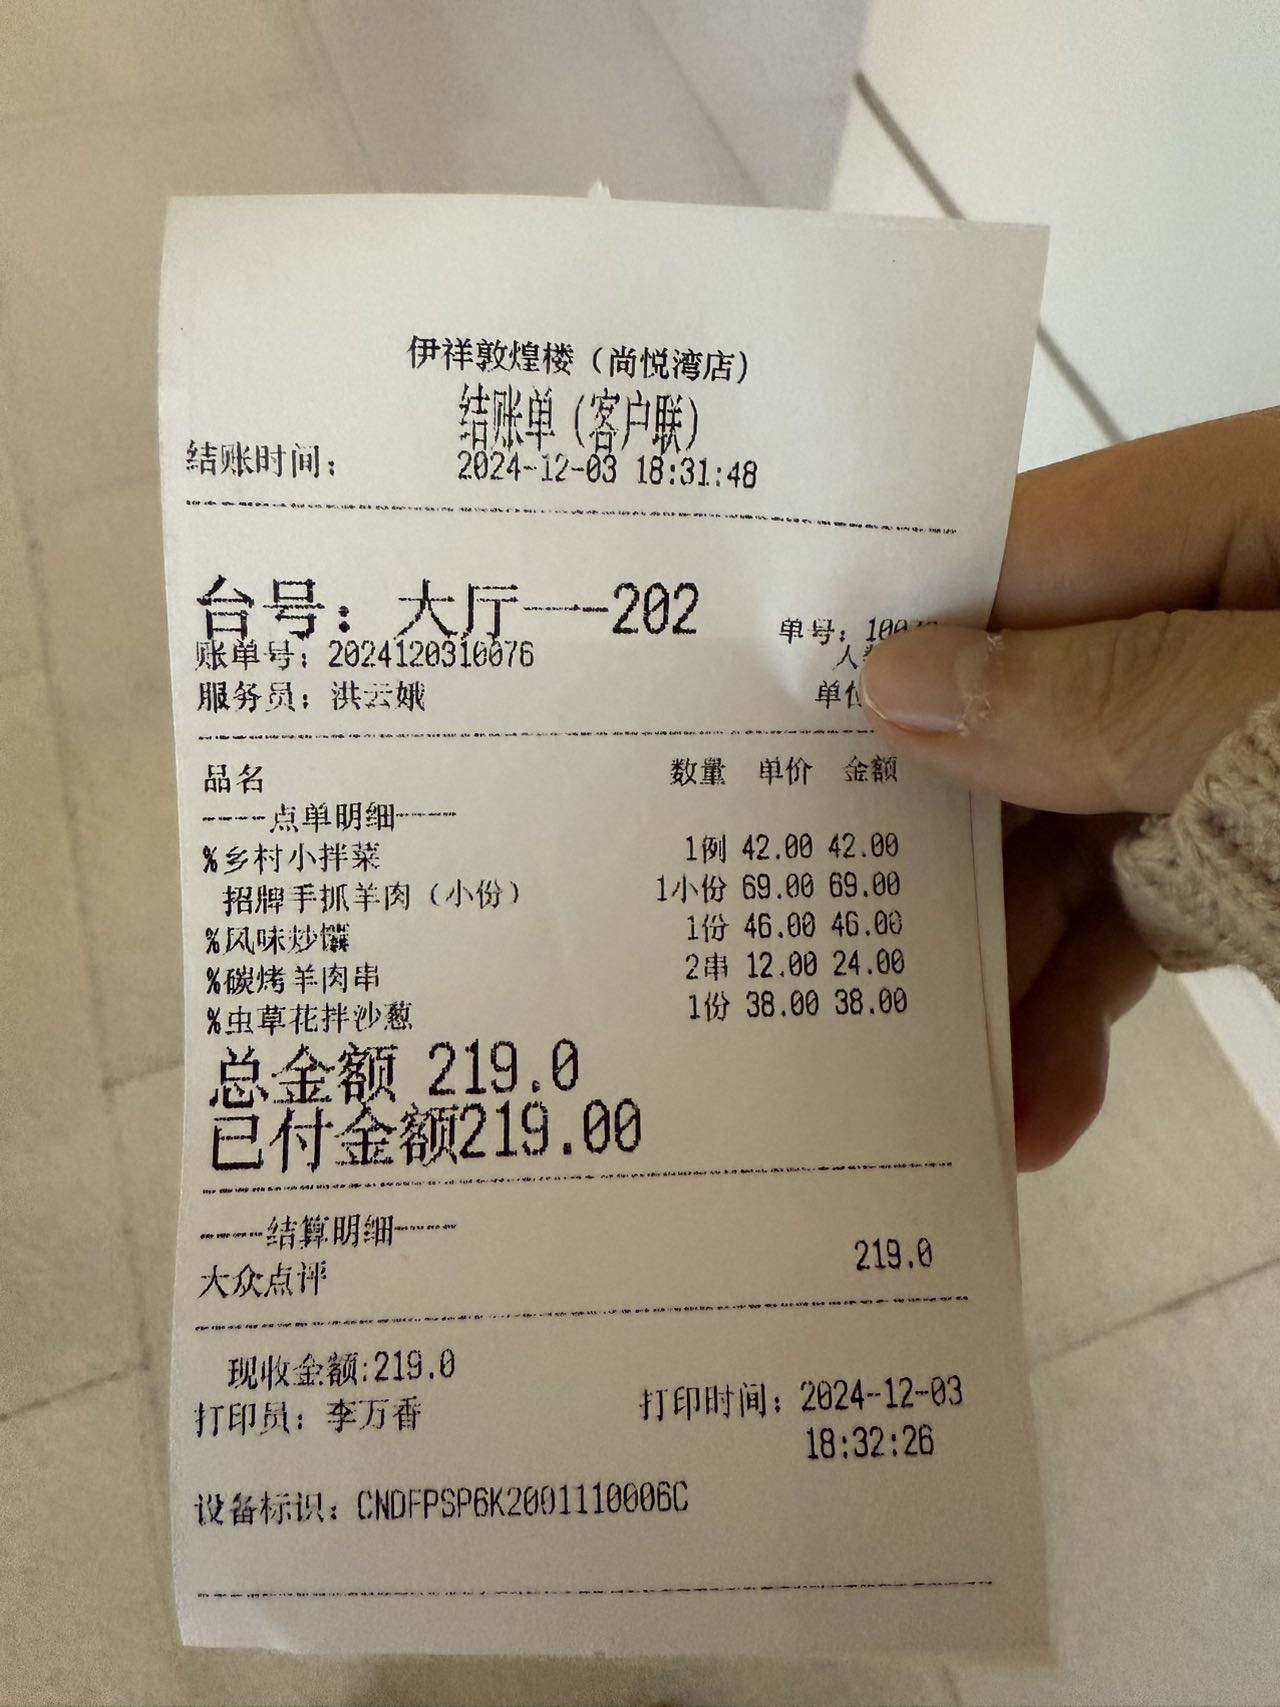 伊祥敦煌楼（尚悦湾店）
结账单（客户联）
结账时间： 2024-12-03 18:31:48
台号：大厅一--202
单号：10076
账单号：2024120310076
人
服务员：洪云娥
单位
品名 数量 单价 金额
----点单明细----
%乡村小拌菜 1例 42.00 42.00
招牌手抓羊肉（小份） 1小份 69.00 69.00
%风味炒馕 1份 46.00 46.00
%碳烤羊肉串 2串 12.00 24.00
%虫草花拌沙葱 1份 38.00 38.00
总金额 219.0
已付金额219.00
----结算明细----
大众点评 219.0
现收金额:219.0
打印员：李万香 打印时间：2024-12-03
18:32:26
设备标识：CNDFPSP6K2001110006C